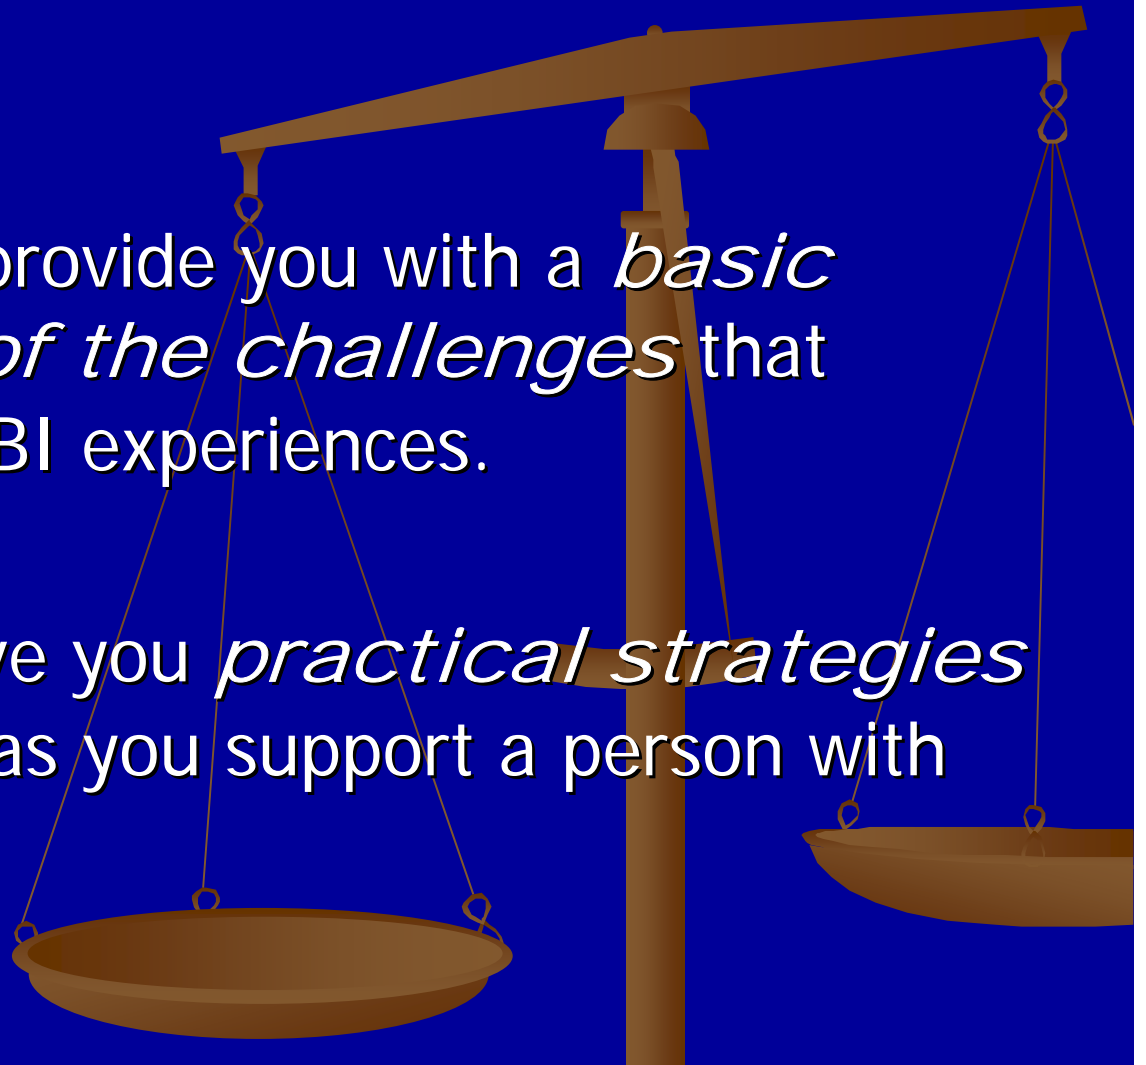 provide you with a basic
of the challenges that
BI experiences.
ve you practical strategies
as you support a person with